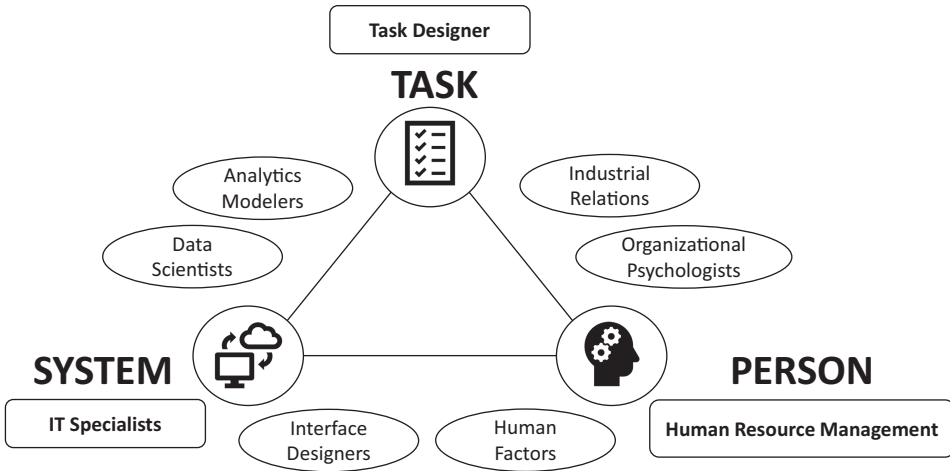 Task Designer
TASK
Analytics
Modelers
Industrial
Relations
Data
Scientists
Organizational
Psychologists
SYSTEM
PERSON
IT Specialists
Human Resource Management
Interface
Designers
Human
Factors